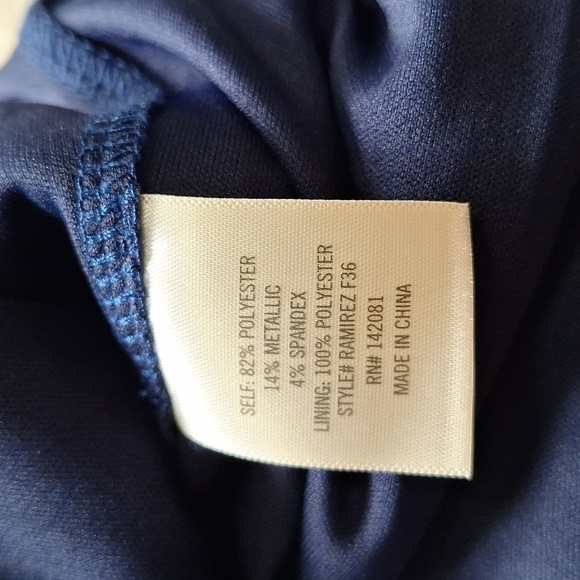 SELF: 82% POLYESTER
14% METALLIC
4% SPANDEX
LINING: 100% POLYESTER
STYLE# RAMIREZ F36
RN# 142081
MADE IN CHINA